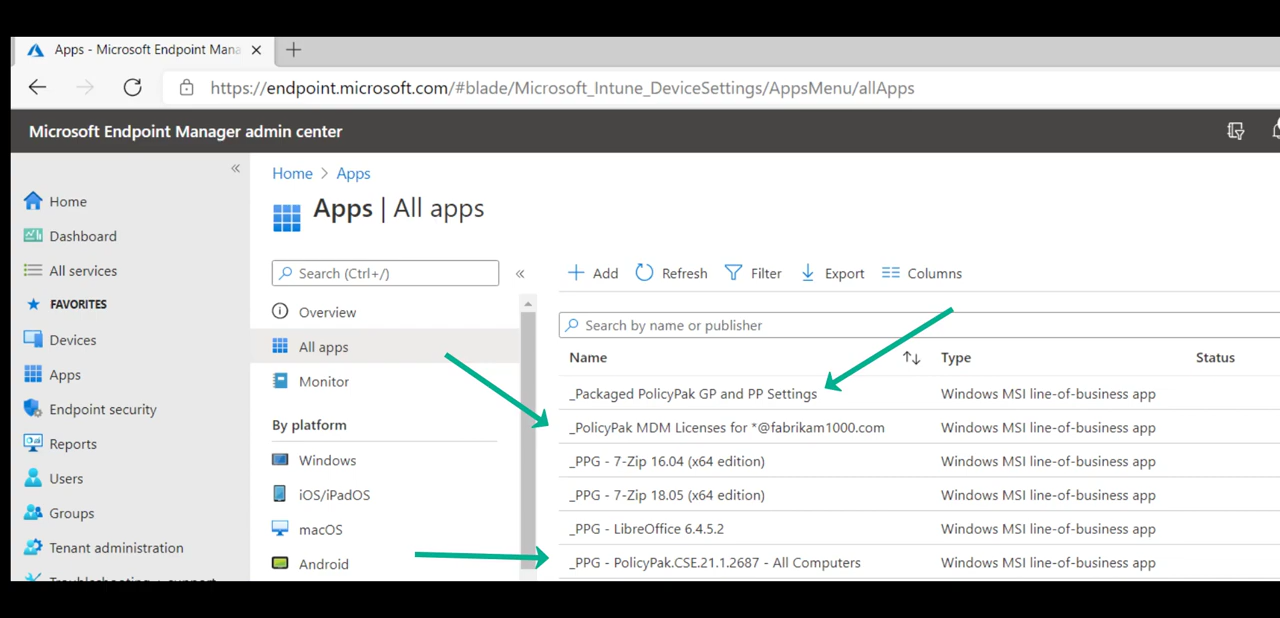 Apps - Microsoft Endpoint Mana
https://endpoint.microsoft.com/#blade/Microsoft_Intune_DeviceSettings/AppsMenu/allApps
Microsoft Endpoint Manager admin center
Home
Dashboard
All services
FAVORITES
Devices
Apps
Endpoint security
Reports
Users
Groups
Tenant administration
Troubleshooting + support
Home > Apps
Apps | All apps
Search (Ctrl+/)
Overview
All apps
Monitor
By platform
Windows
iOS/iPadOS
macOS
Android
Add Refresh Filter Export Columns
Search by name or publisher
Name Type Status
_Packaged PolicyPak GP and PP Settings Windows MSI line-of-business app
_PolicyPak MDM Licenses for *@fabrikam1000.com Windows MSI line-of-business app
_PPG - 7-Zip 16.04 (x64 edition) Windows MSI line-of-business app
_PPG - 7-Zip 18.05 (x64 edition) Windows MSI line-of-business app
_PPG - LibreOffice 6.4.5.2 Windows MSI line-of-business app
_PPG - PolicyPak.CSE.21.1.2687 - All Computers Windows MSI line-of-business app